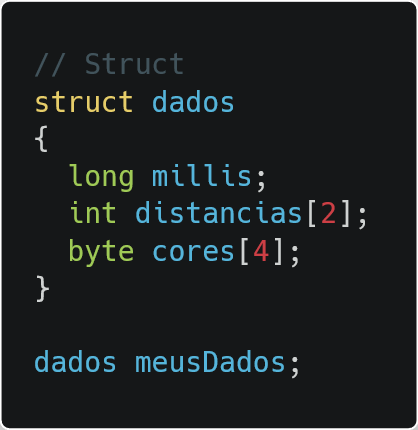 // Struct
struct dados
{
  long millis;
  int distancias[2];
  byte cores[4];
}

dados meusDados;